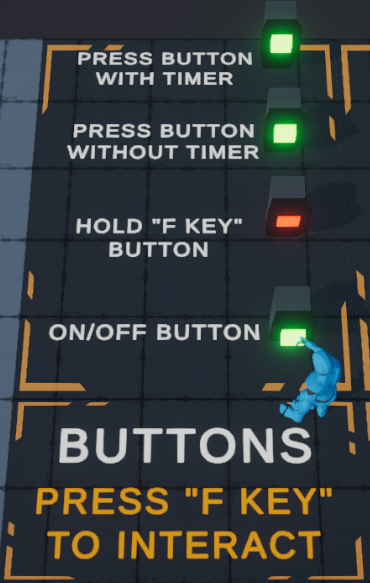 PRESS BUTTON
WITH TIMER
PRESS BUTTON
WITHOUT TIMER
HOLD "F KEY"
BUTTON
ON/OFF BUTTON
BUTTONS
PRESS "F KEY"
TO INTERACT